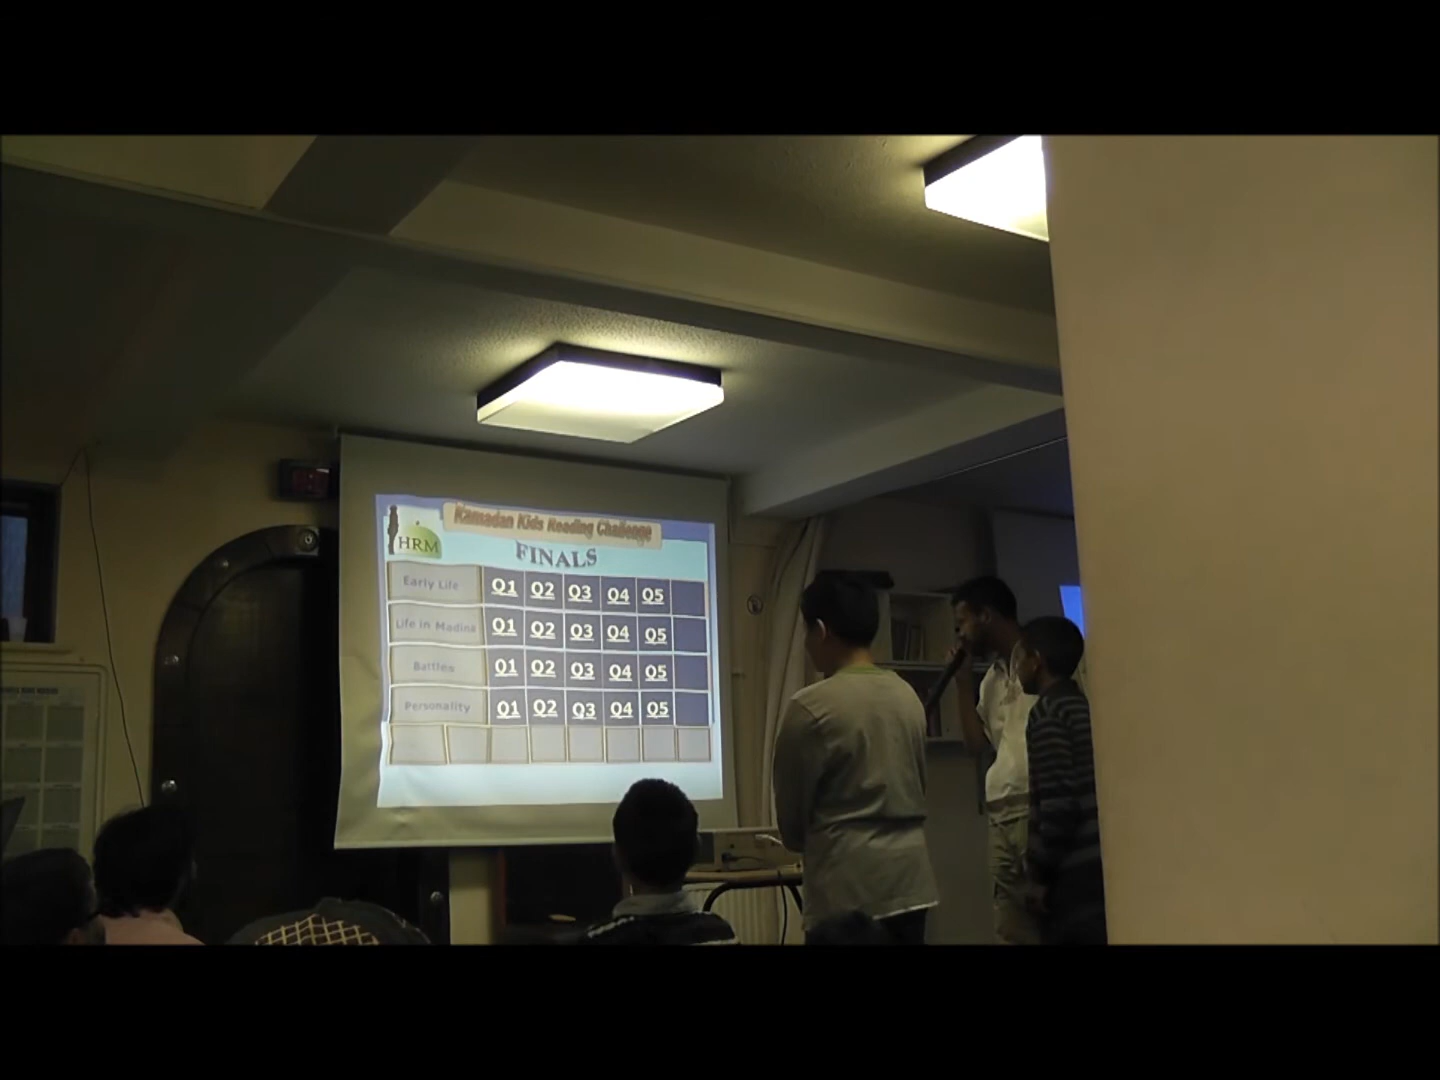 Ramadan Kids Reading Challenge
HRM
FINALS
Early Life Q1 Q2 Q3 Q4 Q5
Life in Madina Q1 Q2 Q3 Q4 Q5
Battles Q1 Q2 Q3 Q4 Q5
Personality Q1 Q2 Q3 Q4 Q5